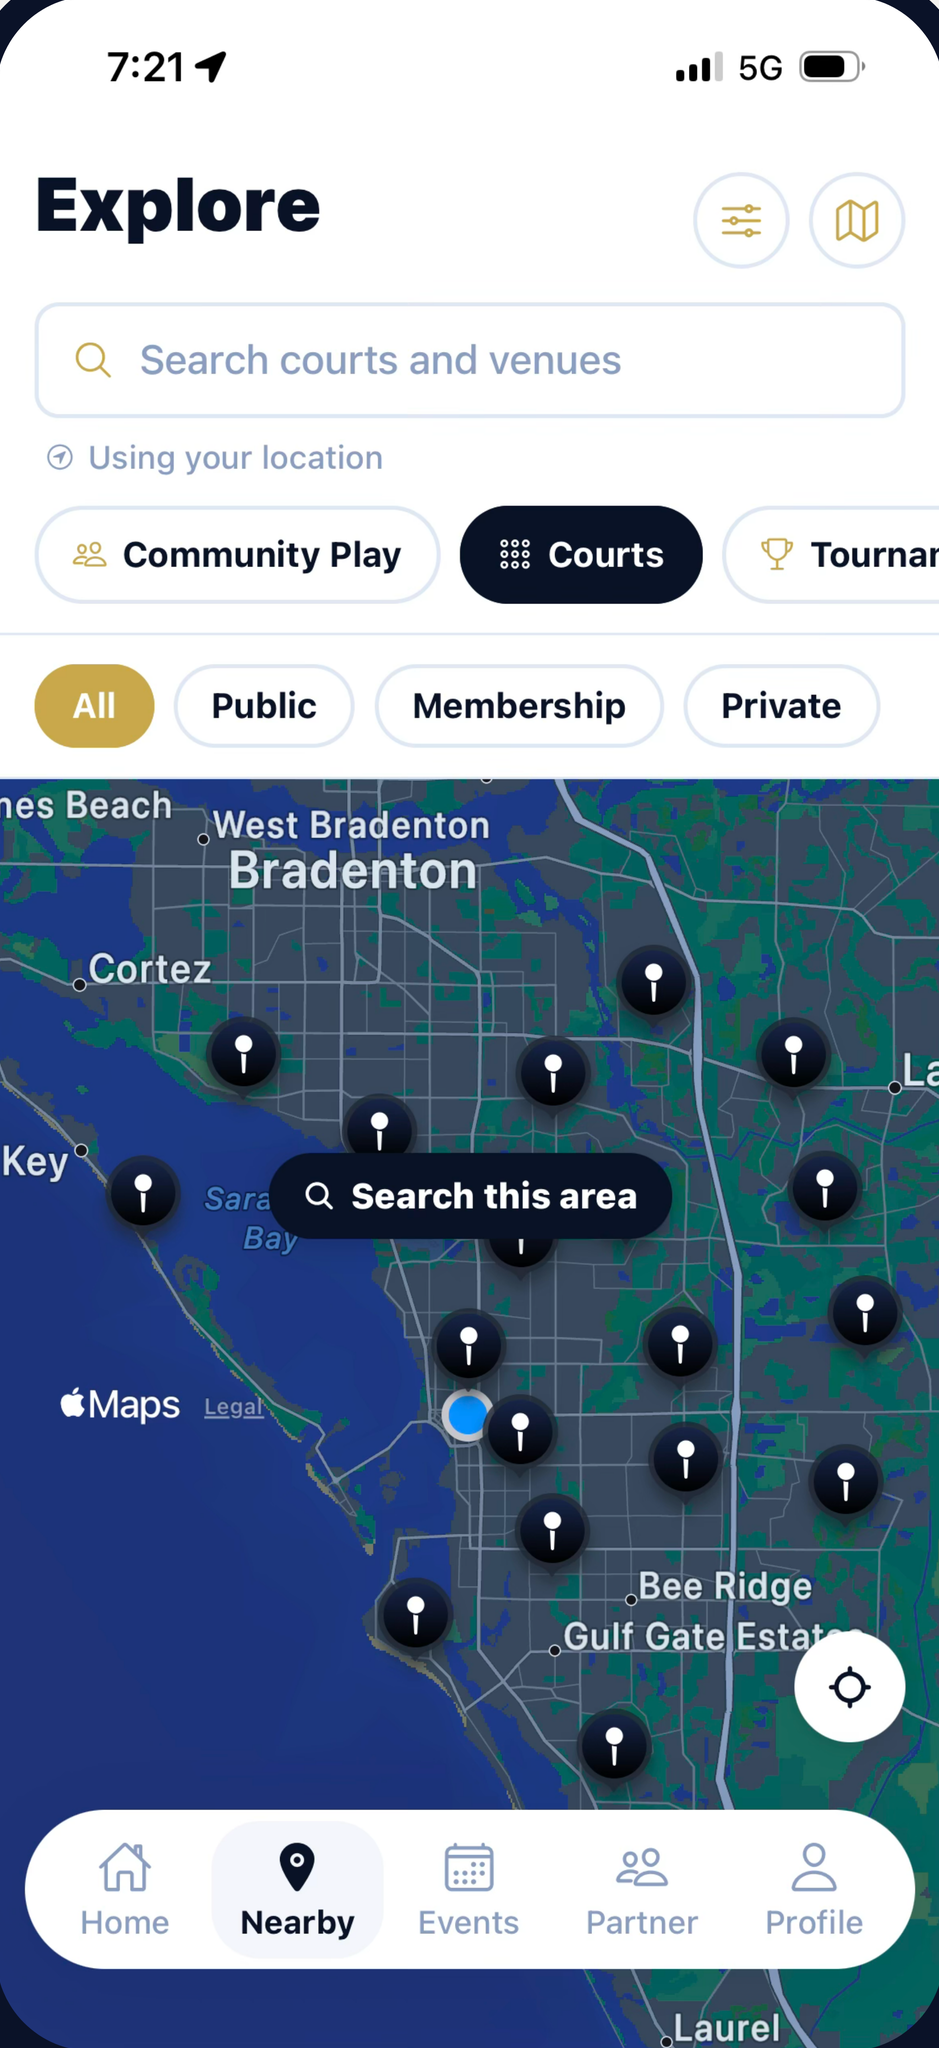 7:21
5G
Explore
Search courts and venues
Using your location
Community Play
Courts
Tournar
All
Public
Membership
Private
nes Beach
West Bradenton
Bradenton
Cortez
La
Key
Sara
Bay
Search this area
Maps
Legal
Bee Ridge
Gulf Gate Estates
Home
Nearby
Events
Partner
Profile
Laurel